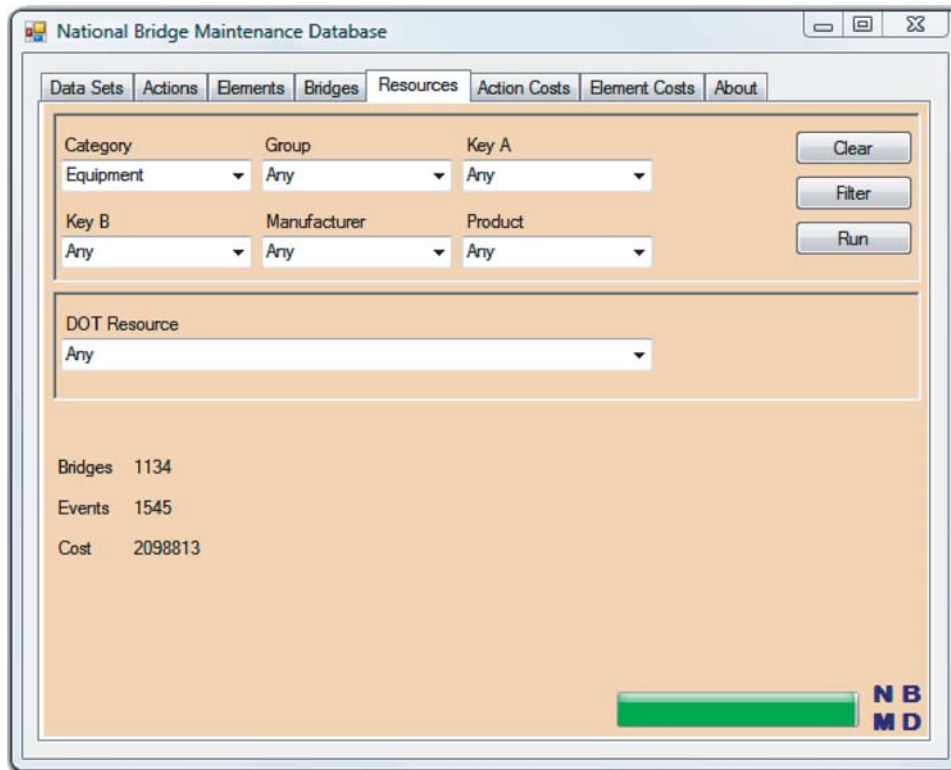 National Bridge Maintenance Database
Data Sets Actions Elements Bridges Resources Action Costs Element Costs About
Category Group Key A
Equipment Any Any
Clear
Filter
Key B Manufacturer Product
Any Any Any
Run
DOT Resource
Any
Bridges 1134
Events 1545
Cost 2098813
N B
M D